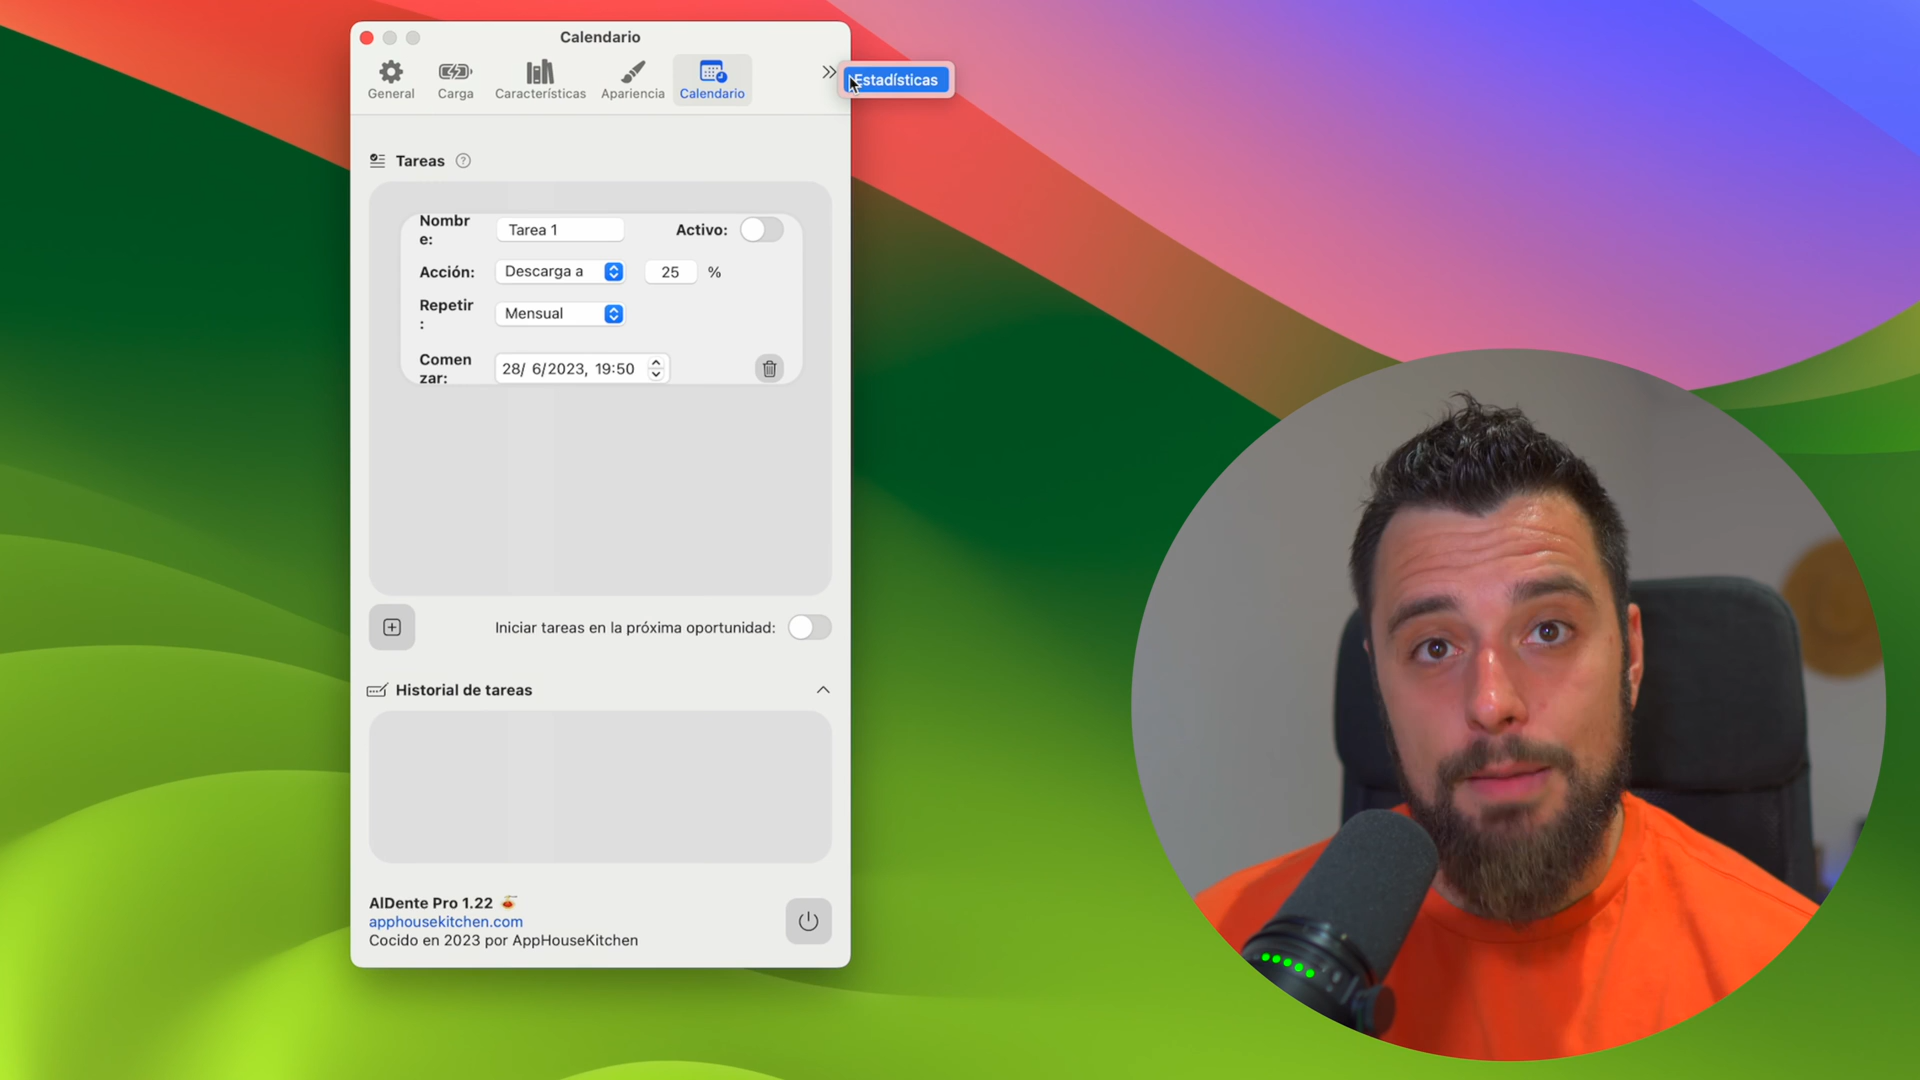 Calendario
General
Carga
Características
Apariencia
Calendario
Estadísticas
Tareas ?
Nombr
e:
Tarea 1
Activo:
Acción:
Descarga a
25
%
Repetir
:
Mensual
Comen
zar:
28/ 6/2023, 19:50
Iniciar tareas en la próxima oportunidad:
Historial de tareas
AlDente Pro 1.22
apphousekitchen.com
Cocido en 2023 por AppHouseKitchen